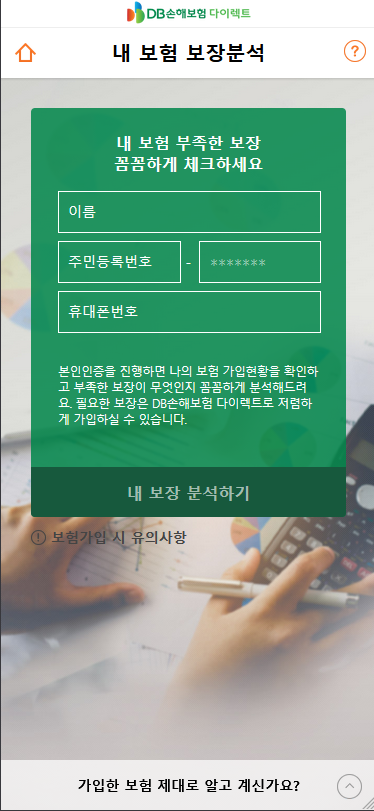 DB손해보험 다이렉트
내 보험 보장분석
?
내 보험 부족한 보장
꼼꼼하게 체크하세요
이름
주민등록번호 - *******
휴대폰번호
본인인증을 진행하면 나의 보험 가입현황을 확인하
고 부족한 보장이 무엇인지 꼼꼼하게 분석해드려
요. 필요한 보장은 DB손해보험 다이렉트로 저렴하
게 가입하실 수 있습니다.
내 보장 분석하기
보험가입 시 유의사항
가입한 보험 제대로 알고 계신가요?